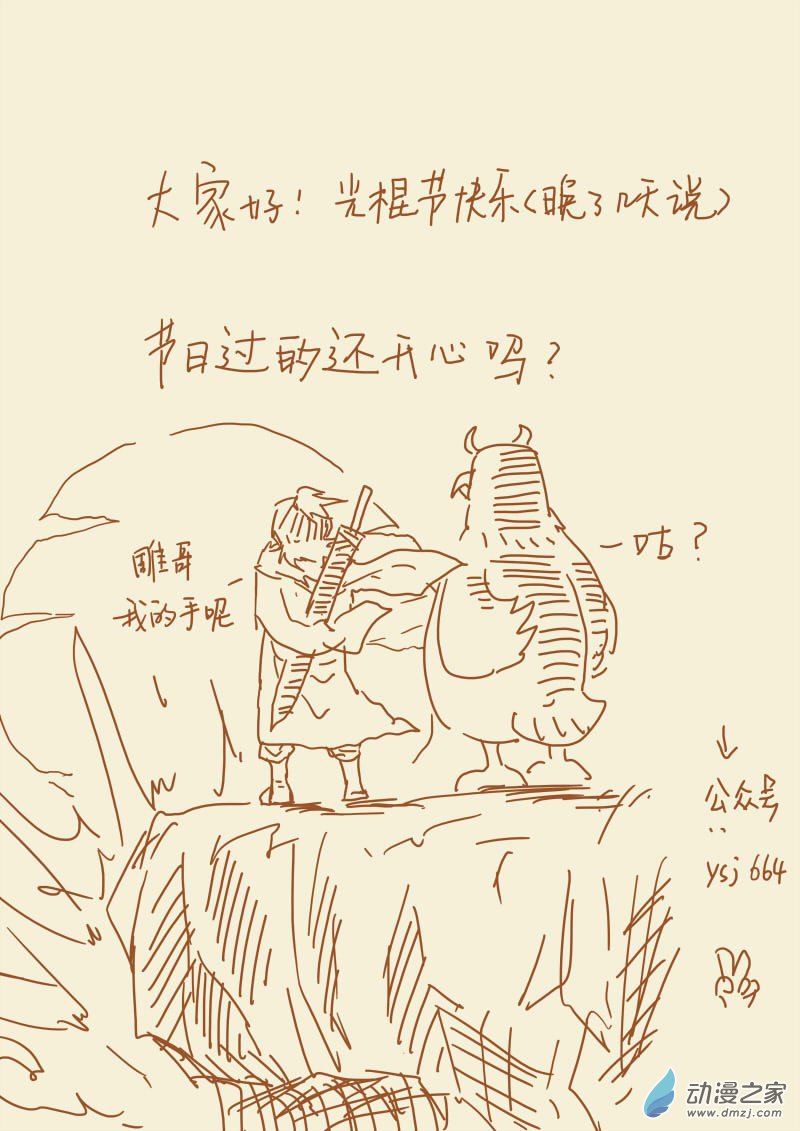 大家好！光棍节快乐（晚了呀说）
节日过的还开心吗？
雕哥
我的手呢
咕？
↓
公众号
：
ysj 664
动漫之家
www.dmzj.com